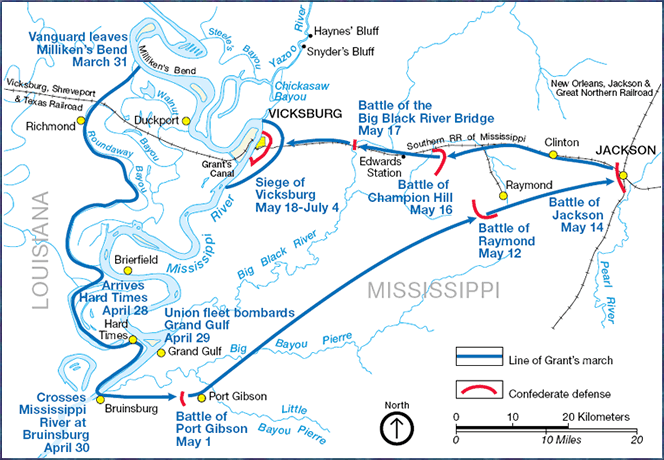 Vanguard leaves
Milliken's Bend
March 31
Milliken's Bend
Steele's
Bayou
Yazoo River
Haynes' Bluff
Snyder's Bluff
Chickasaw
Bayou
Vicksburg, Shreveport
& Texas Railroad
Richmond
Duckport
Walnut
Bayou
Roundaway
Bayou
VICKSBURG
Grant's
Canal
Siege of
Vicksburg
May 18-July 4
Battle of the
Big Black River Bridge
May 17
Southern RR. of Mississippi
Edwards
Station
Battle of
Champion Hill
May 16
New Orleans, Jackson &
Great Northern Railroad
Clinton
JACKSON
Raymond
Battle of
Jackson
May 14
Battle of
Raymond
May 12
Pearl River
LOUISIANA
MISSISSIPPI
Mississippi River
Big Black River
Brierfield
Arrives
Hard Times
April 28
Hard
Times
Union fleet bombards
Grand Gulf
April 29
Grand Gulf
Big Bayou Pierre
Crosses
Mississippi
River at
Bruinsburg
April 30
Bruinsburg
Port Gibson
Battle of
Port Gibson
May 1
Little
Bayou Pierre
North
Line of Grant's march
Confederate defense
0 10 20 Kilometers
0 10 Miles 20